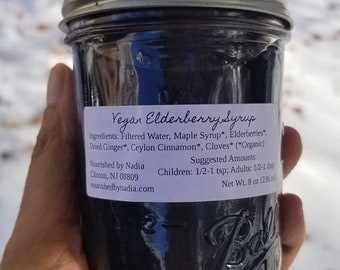 Vegan Elderberry Syrup
Ingredients: Filtered Water, Maple Syrup*, Elderberries*,
Dried Ginger*, Ceylon Cinnamon*, Cloves* (*Organic)
Nourished by Nadia
Clinton, NJ 08809
nourishedbynadia.com
Suggested Amounts:
Children: 1/2-1 tsp; Adults: 1/2-1 tbsp
Net Wt. 8 oz (236 ml)
Ball